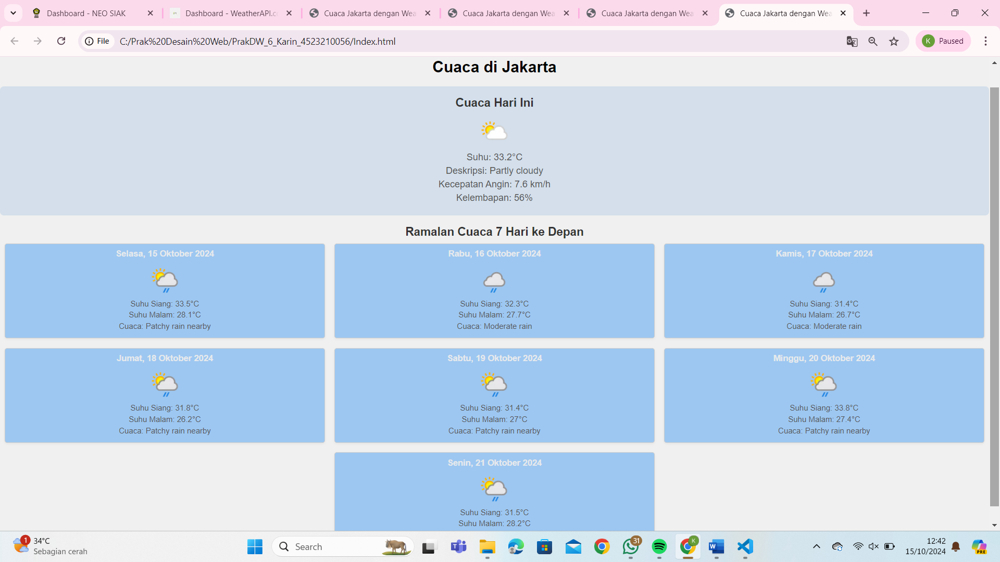 Dashboard - NEO SIAK
Dashboard - WeatherAPI.c
Cuaca Jakarta dengan Wea
Cuaca Jakarta dengan Wea
Cuaca Jakarta dengan Wea
Cuaca Jakarta dengan Wea
File
C:/Prak%20Desain%20Web/PrakDW_6_Karin_4523210056/Index.html
K
Paused
Cuaca di Jakarta
Cuaca Hari Ini
Suhu: 33.2°C
Deskripsi: Partly cloudy
Kecepatan Angin: 7.6 km/h
Kelembapan: 56%
Ramalan Cuaca 7 Hari ke Depan
Selasa, 15 Oktober 2024
Suhu Siang: 33.5°C
Suhu Malam: 28.1°C
Cuaca: Patchy rain nearby
Rabu, 16 Oktober 2024
Suhu Siang: 32.3°C
Suhu Malam: 27.7°C
Cuaca: Moderate rain
Kamis, 17 Oktober 2024
Suhu Siang: 31.4°C
Suhu Malam: 26.7°C
Cuaca: Moderate rain
Jumat, 18 Oktober 2024
Suhu Siang: 31.8°C
Suhu Malam: 26.2°C
Cuaca: Patchy rain nearby
Sabtu, 19 Oktober 2024
Suhu Siang: 31.4°C
Suhu Malam: 27°C
Cuaca: Patchy rain nearby
Minggu, 20 Oktober 2024
Suhu Siang: 33.8°C
Suhu Malam: 27.4°C
Cuaca: Patchy rain nearby
Senin, 21 Oktober 2024
Suhu Siang: 31.5°C
Suhu Malam: 28.2°C
1
34°C
Sebagian cerah
Search
31
K
12:42
15/10/2024
PRE